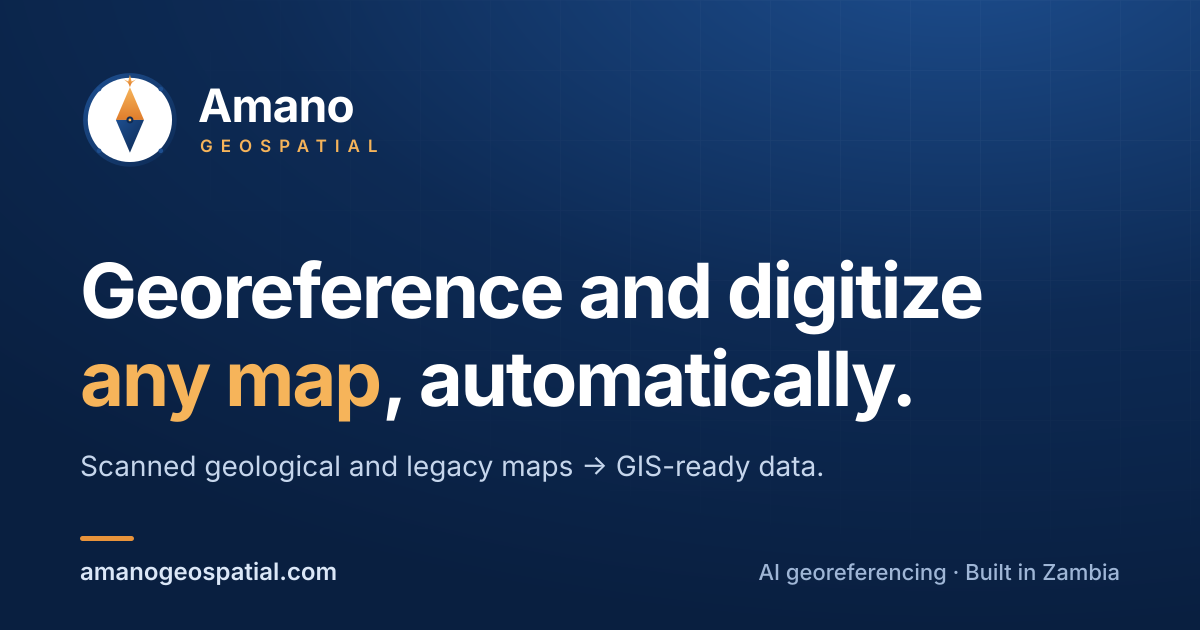 Amano
GEOSPATIAL
Georeference and digitize
any map, automatically.
Scanned geological and legacy maps → GIS-ready data.
amanogeospatial.com
AI georeferencing · Built in Zambia